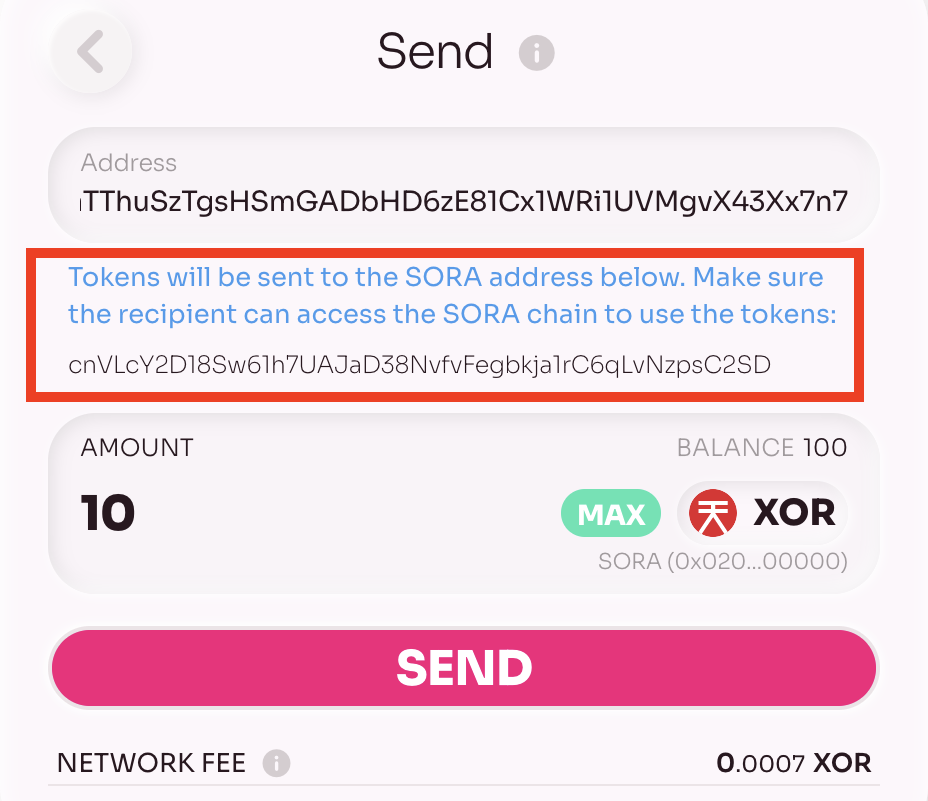 Send
Address
TThuSzTgsHSmGADbHD6zE81Cx1WRi1UVMgvX43Xx7n7
Tokens will be sent to the SORA address below. Make sure
the recipient can access the SORA chain to use the tokens:
cnVLcY2D18Sw61h7UAJaD38NvfvFegbkja1rC6qLvNzpsC2SD
AMOUNT BALANCE 100
10 MAX XOR
SORA (0x020...00000)
SEND
NETWORK FEE 0.0007 XOR